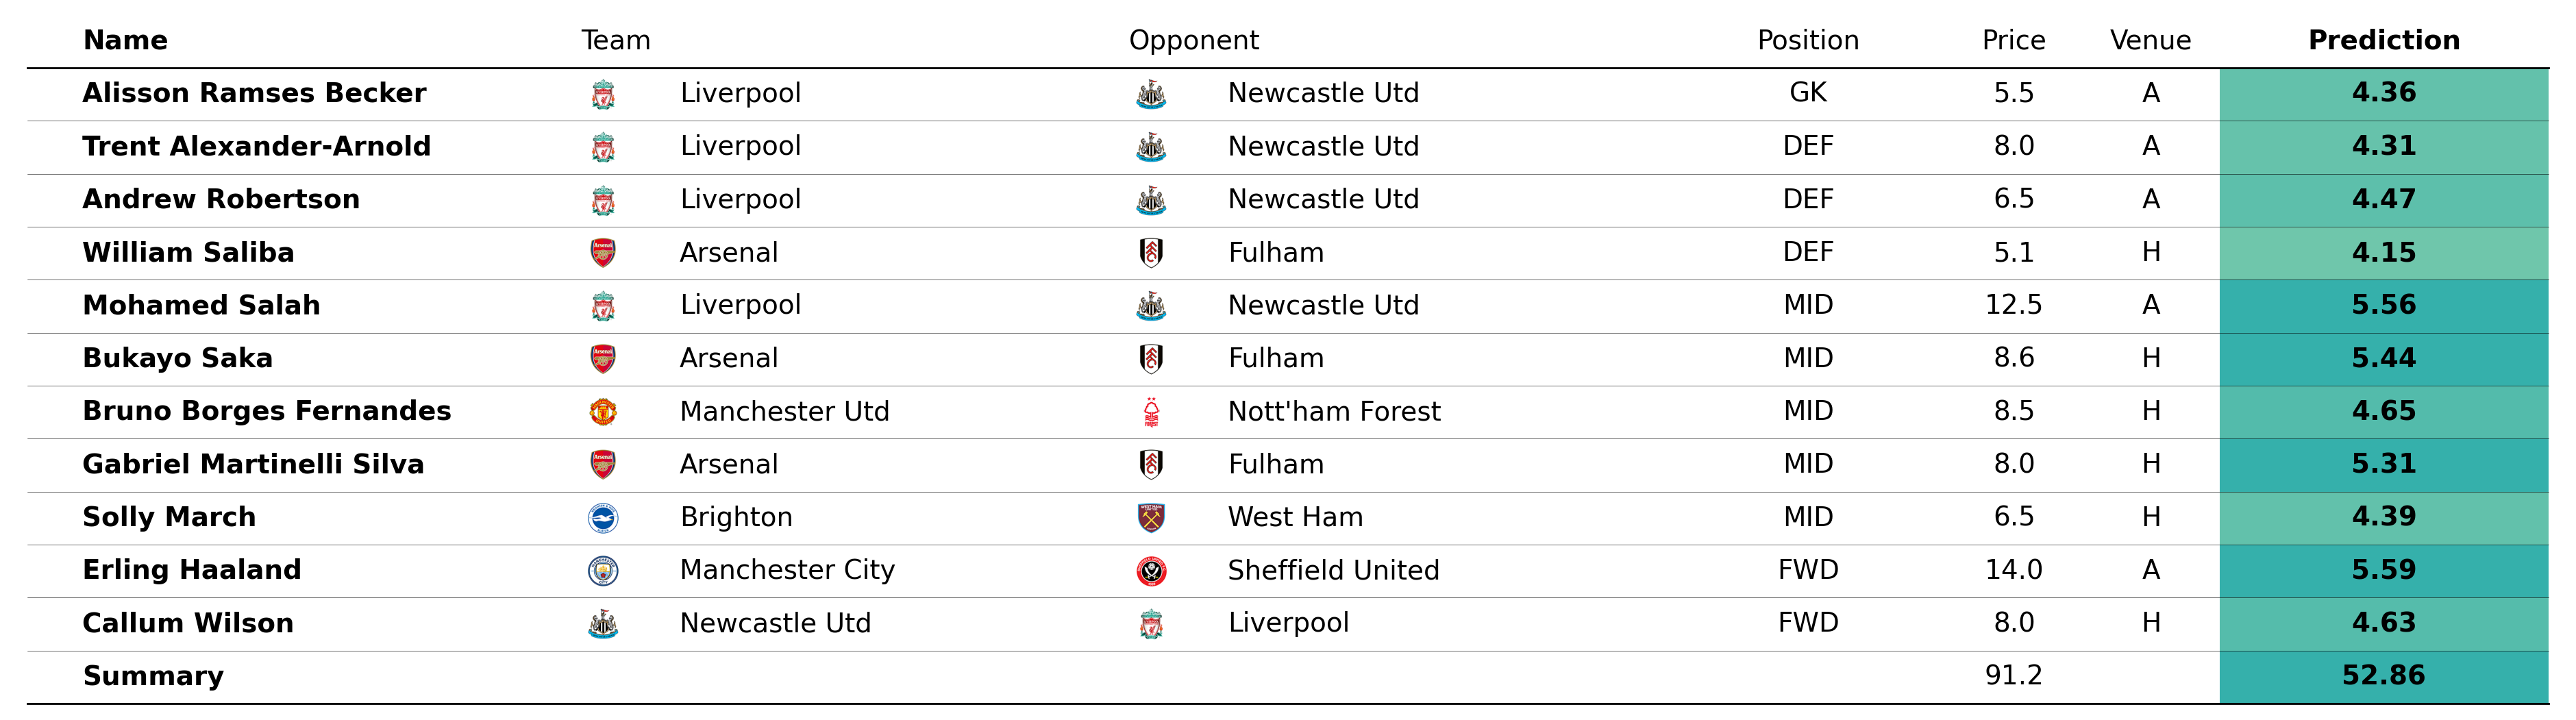 Name Team Opponent Position Price Venue Prediction
Alisson Ramses Becker Liverpool Newcastle Utd GK 5.5 A 4.36
Trent Alexander-Arnold Liverpool Newcastle Utd DEF 8.0 A 4.31
Andrew Robertson Liverpool Newcastle Utd DEF 6.5 A 4.47
William Saliba Arsenal Fulham DEF 5.1 H 4.15
Mohamed Salah Liverpool Newcastle Utd MID 12.5 A 5.56
Bukayo Saka Arsenal Fulham MID 8.6 H 5.44
Bruno Borges Fernandes Manchester Utd Nott'ham Forest MID 8.5 H 4.65
Gabriel Martinelli Silva Arsenal Fulham MID 8.0 H 5.31
Solly March Brighton West Ham MID 6.5 H 4.39
Erling Haaland Manchester City Sheffield United FWD 14.0 A 5.59
Callum Wilson Newcastle Utd Liverpool FWD 8.0 H 4.63
Summary 91.2 52.86